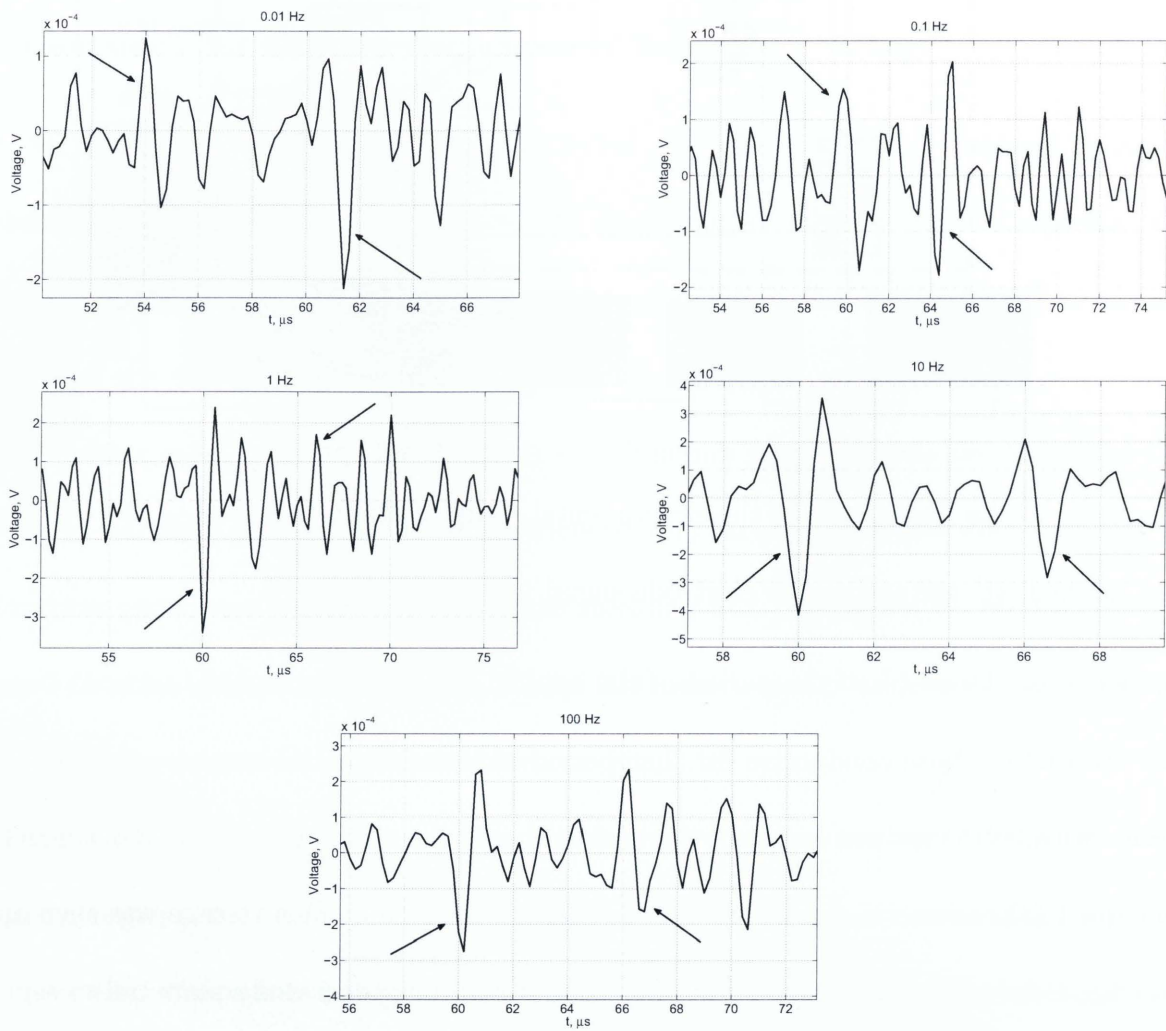 0.01 Hz
x 10⁻⁴
1
0
−1
−2
Voltage, V
52 54 56 58 60 62 64 66
t, μs
0.1 Hz
x 10⁻⁴
2
1
0
−1
−2
Voltage, V
54 56 58 60 62 64 66 68 70 72 74
t, μs
1 Hz
x 10⁻⁴
2
1
0
−1
−2
−3
Voltage, V
55 60 65 70 75
t, μs
10 Hz
x 10⁻⁴
4
3
2
1
0
−1
−2
−3
−4
−5
Voltage, V
58 60 62 64 66 68
t, μs
100 Hz
x 10⁻⁴
3
2
1
0
−1
−2
−3
−4
Voltage, V
56 58 60 62 64 66 68 70 72
t, μs